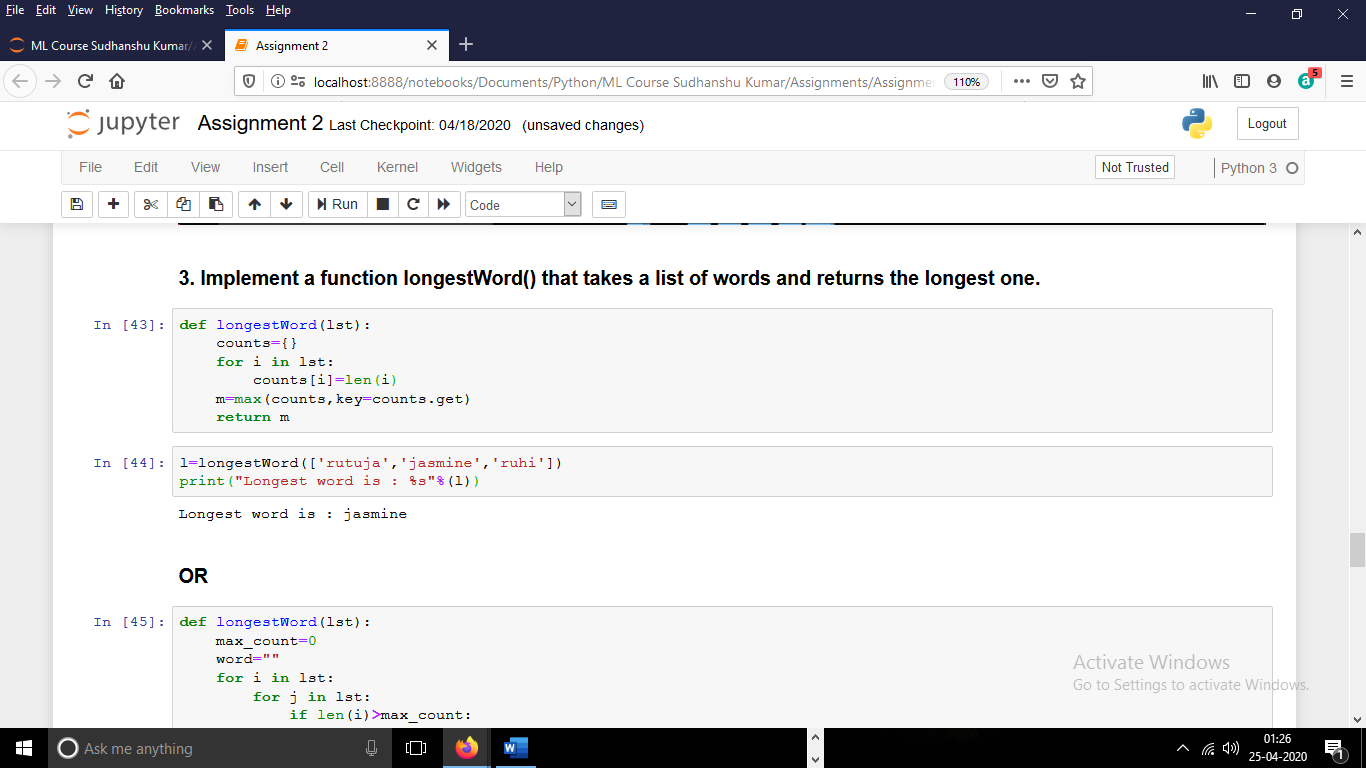 File Edit View History Bookmarks Tools Help
ML Course Sudhanshu Kumar/
Assignment 2
localhost:8888/notebooks/Documents/Python/ML Course Sudhanshu Kumar/Assignments/Assignme
110%
5
jupyter Assignment 2 Last Checkpoint: 04/18/2020 (unsaved changes)
Logout
File Edit View Insert Cell Kernel Widgets Help
Not Trusted
Python 3
Run
Code
3. Implement a function longestWord() that takes a list of words and returns the longest one.
In [43]: def longestWord(lst):
    counts={}
    for i in lst:
        counts[i]=len(i)
    m=max(counts,key=counts.get)
    return m
In [44]: l=longestWord(['rutuja','jasmine','ruhi'])
print("Longest word is : %s"%(l))
Longest word is : jasmine
OR
In [45]: def longestWord(lst):
    max_count=0
    word=""
    for i in lst:
        for j in lst:
            if len(i)>max_count:
Activate Windows
Go to Settings to activate Windows.
Ask me anything
01:26
25-04-2020
1